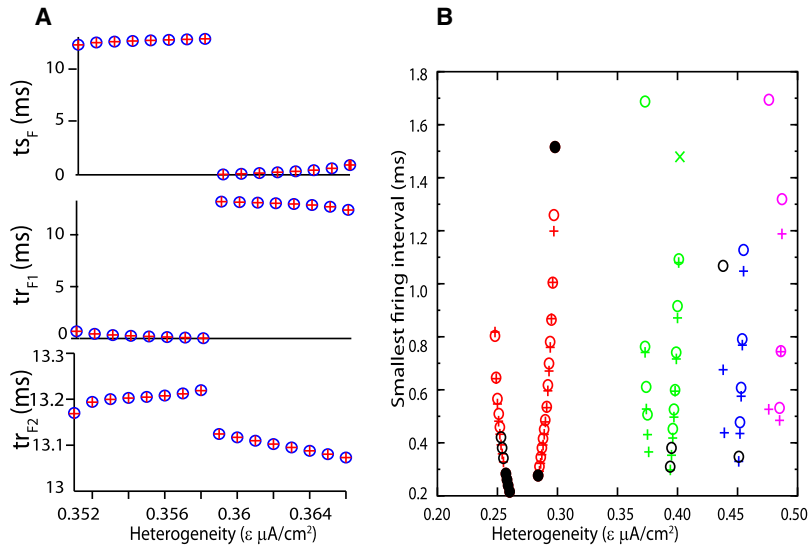 A
ts_F (ms)
10
5
0
tr_F1 (ms)
10
5
0
tr_F2 (ms)
13.3
13.2
13.1
13
0.352 0.356 0.36 0.364
Heterogeneity (ε μA/cm²)
B
Smallest firing interval (ms)
1.8
1.6
1.4
1.2
1.0
0.8
0.6
0.4
0.2
0.20 0.25 0.30 0.35 0.40 0.45 0.50
Heterogeneity (ε μA/cm²)